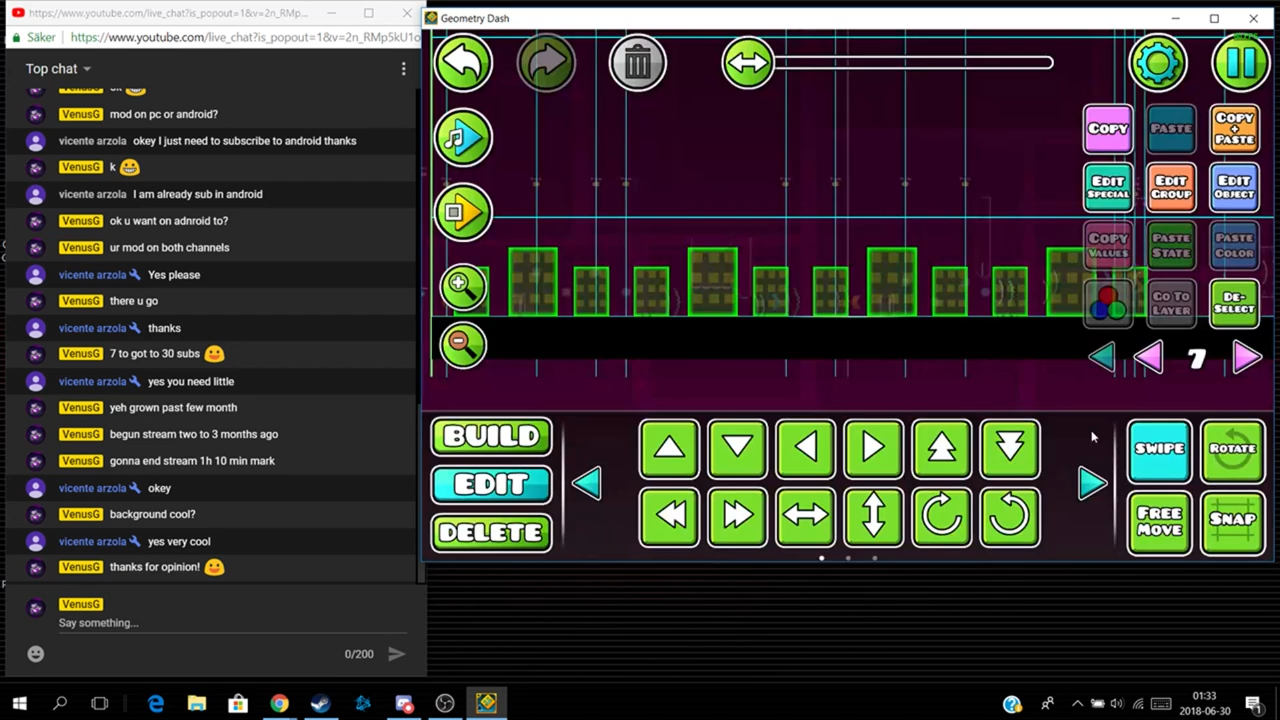 https://www.youtube.com/live_chat?is_popout=1&v=2n_RMp...
Säker
https://www.youtube.com/live_chat?is_popout=1&v=2n_RMp5kU1o
Top chat
VenusG mod on pc or android?
vicente arzola okey I just need to subscribe to android thanks
VenusG k
vicente arzola I am already sub in android
VenusG ok u want on adnroid to?
VenusG ur mod on both channels
vicente arzola Yes please
VenusG there u go
vicente arzola thanks
VenusG 7 to got to 30 subs
vicente arzola yes you need little
VenusG yeh grown past few month
VenusG begun stream two to 3 months ago
VenusG gonna end stream 1h 10 min mark
vicente arzola okey
VenusG background cool?
vicente arzola yes very cool
VenusG thanks for opinion!
VenusG
Say something...
0/200
Geometry Dash
COPY
PASTE
COPY + PASTE
EDIT SPECIAL
EDIT GROUP
EDIT OBJECT
COPY VALUES
PASTE STATE
PASTE COLOR
GO TO LAYER
DE-SELECT
7
BUILD
EDIT
DELETE
SWIPE
ROTATE
FREE MOVE
SNAP
01:33
2018-06-30
1